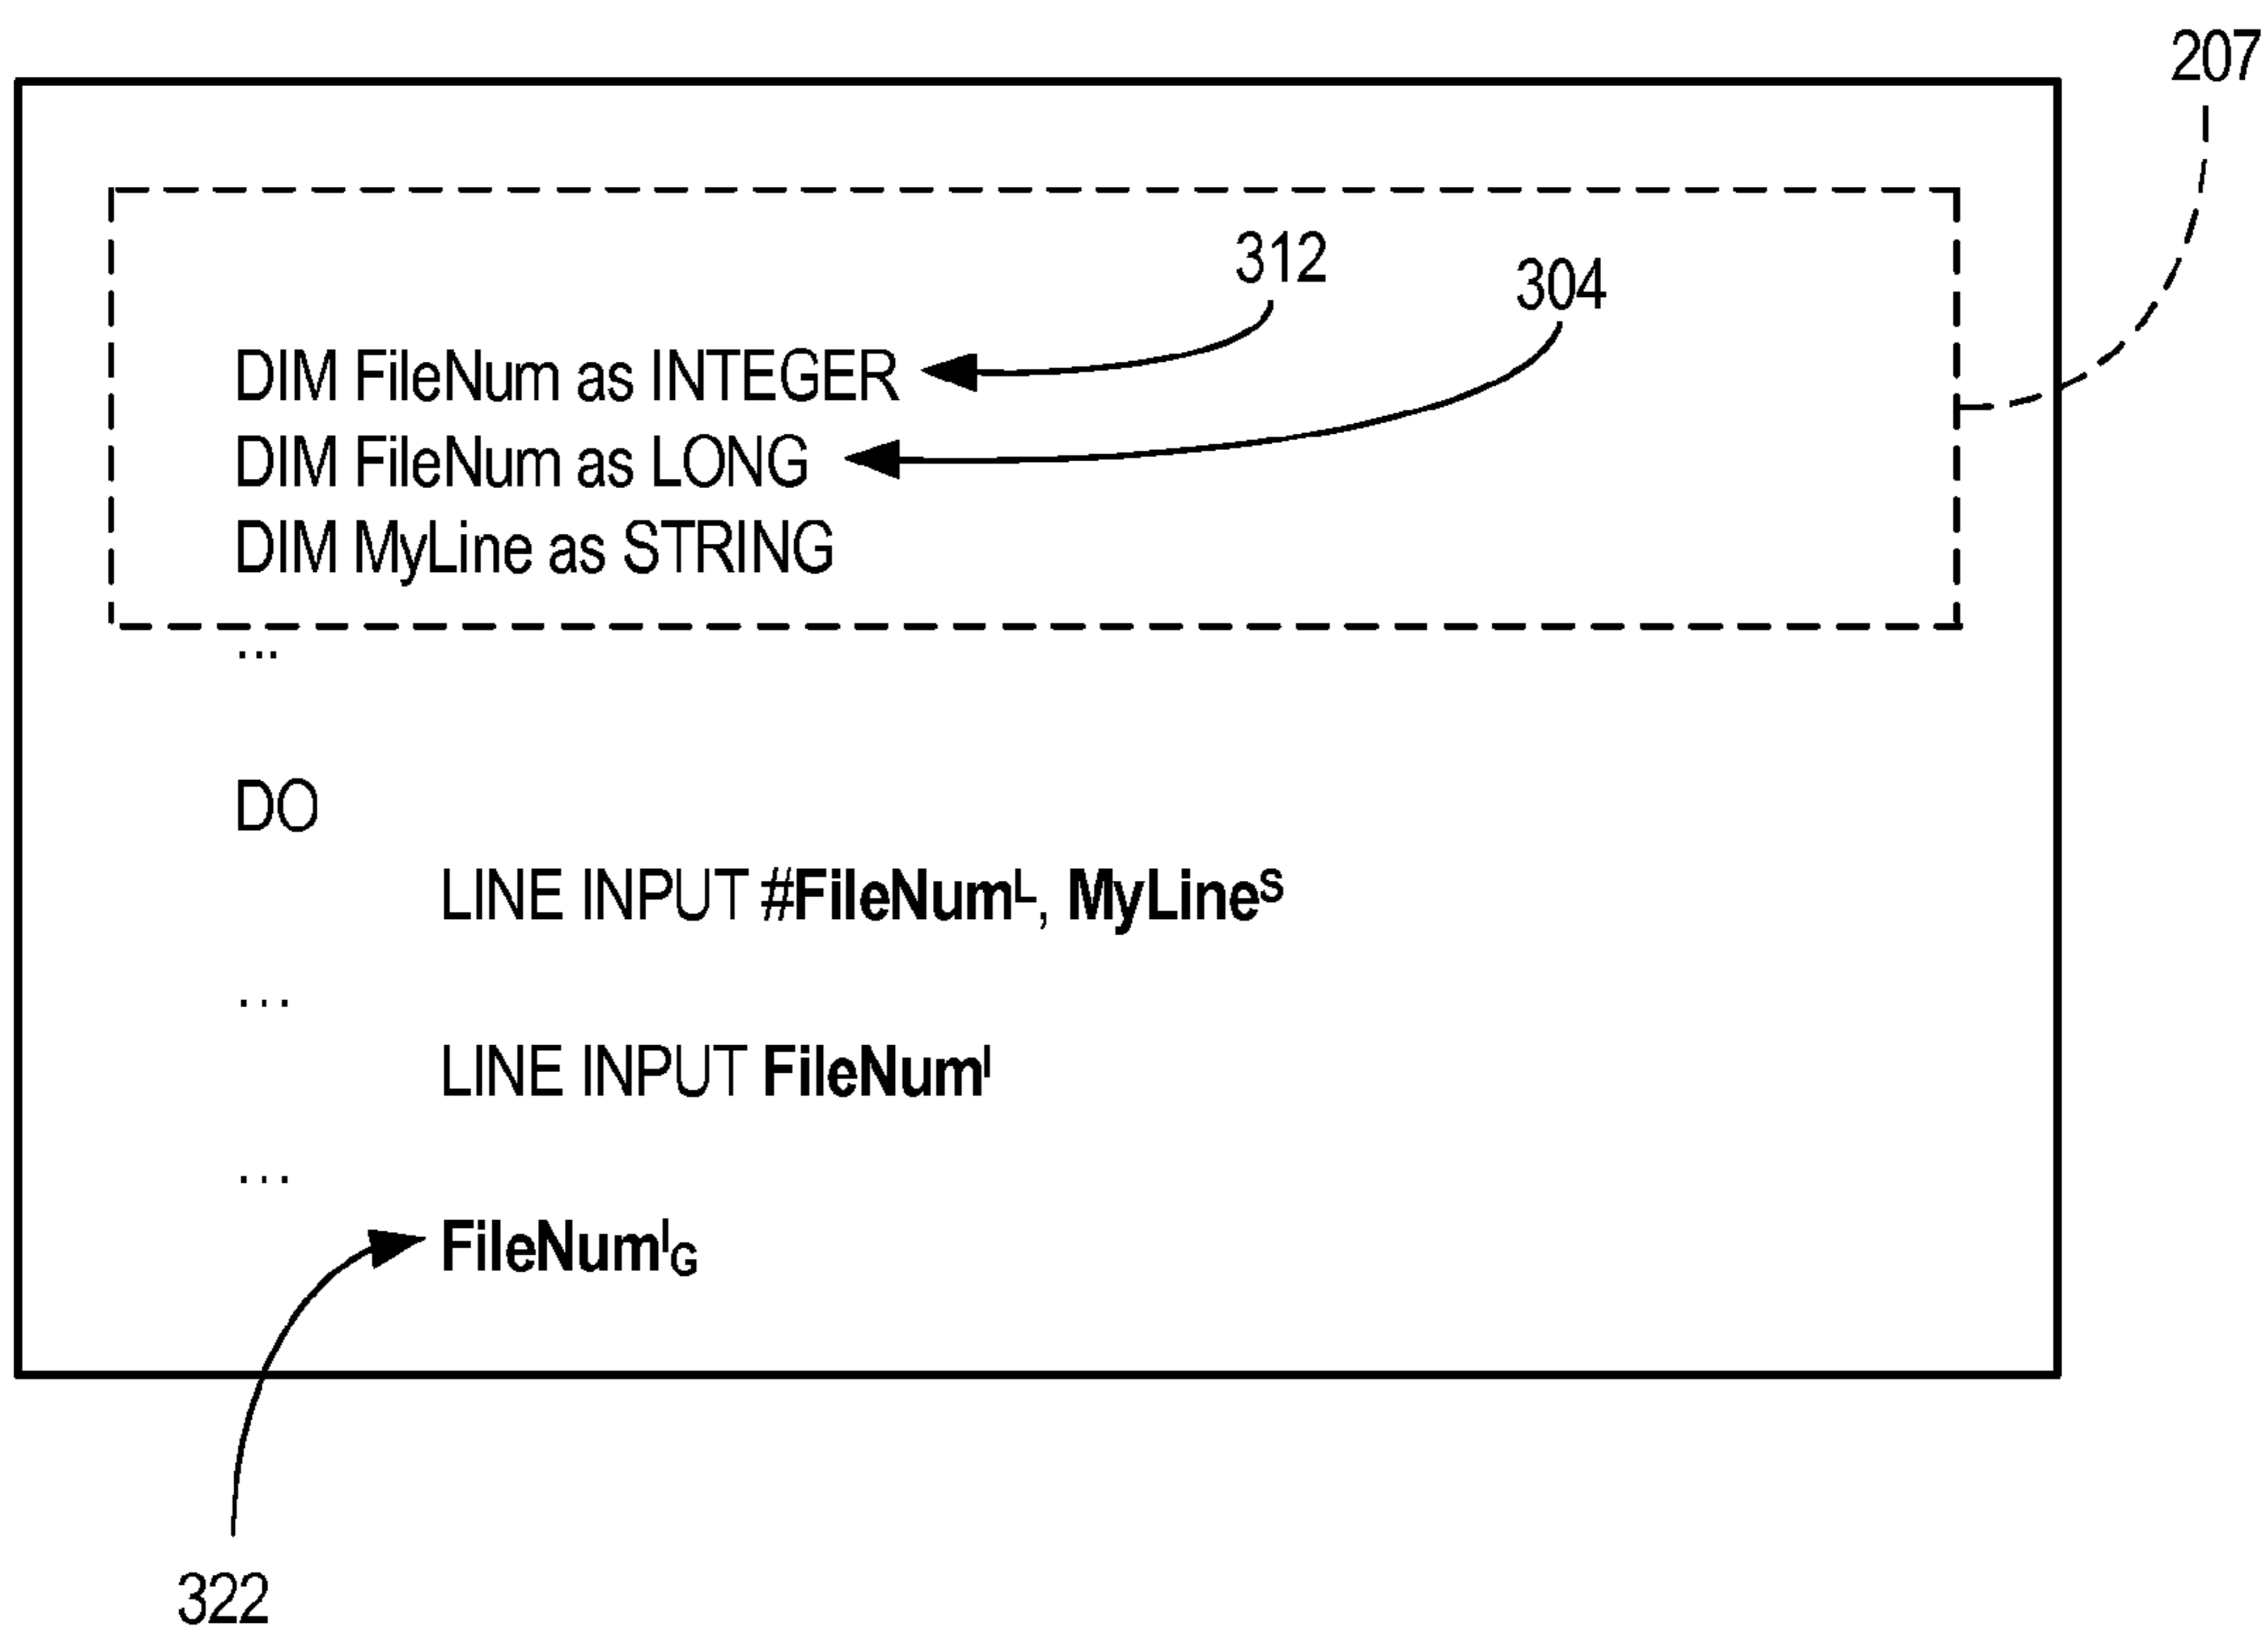 207
312
304
DIM FileNum as INTEGER
DIM FileNum as LONG
DIM MyLine as STRING
...
DO
LINE INPUT #FileNumᴸ, MyLineˢ
...
LINE INPUT FileNumᴵ
...
FileNumᴵG
322